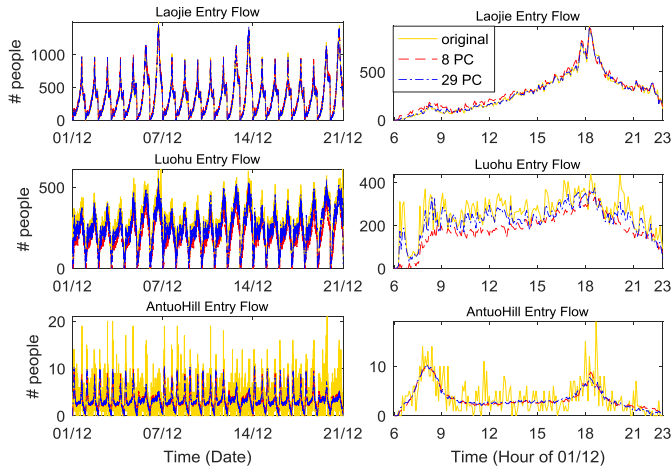 Laojie Entry Flow
# people
1000
500
0
01/12 07/12 14/12 21/12
Laojie Entry Flow
original
8 PC
29 PC
500
0
6 9 12 15 18 21 23
Luohu Entry Flow
# people
500
0
01/12 07/12 14/12 21/12
Luohu Entry Flow
400
200
0
6 9 12 15 18 21 23
AntuoHill Entry Flow
# people
20
10
0
01/12 07/12 14/12 21/12
Time (Date)
AntuoHill Entry Flow
10
0
6 9 12 15 18 21 23
Time (Hour of 01/12)